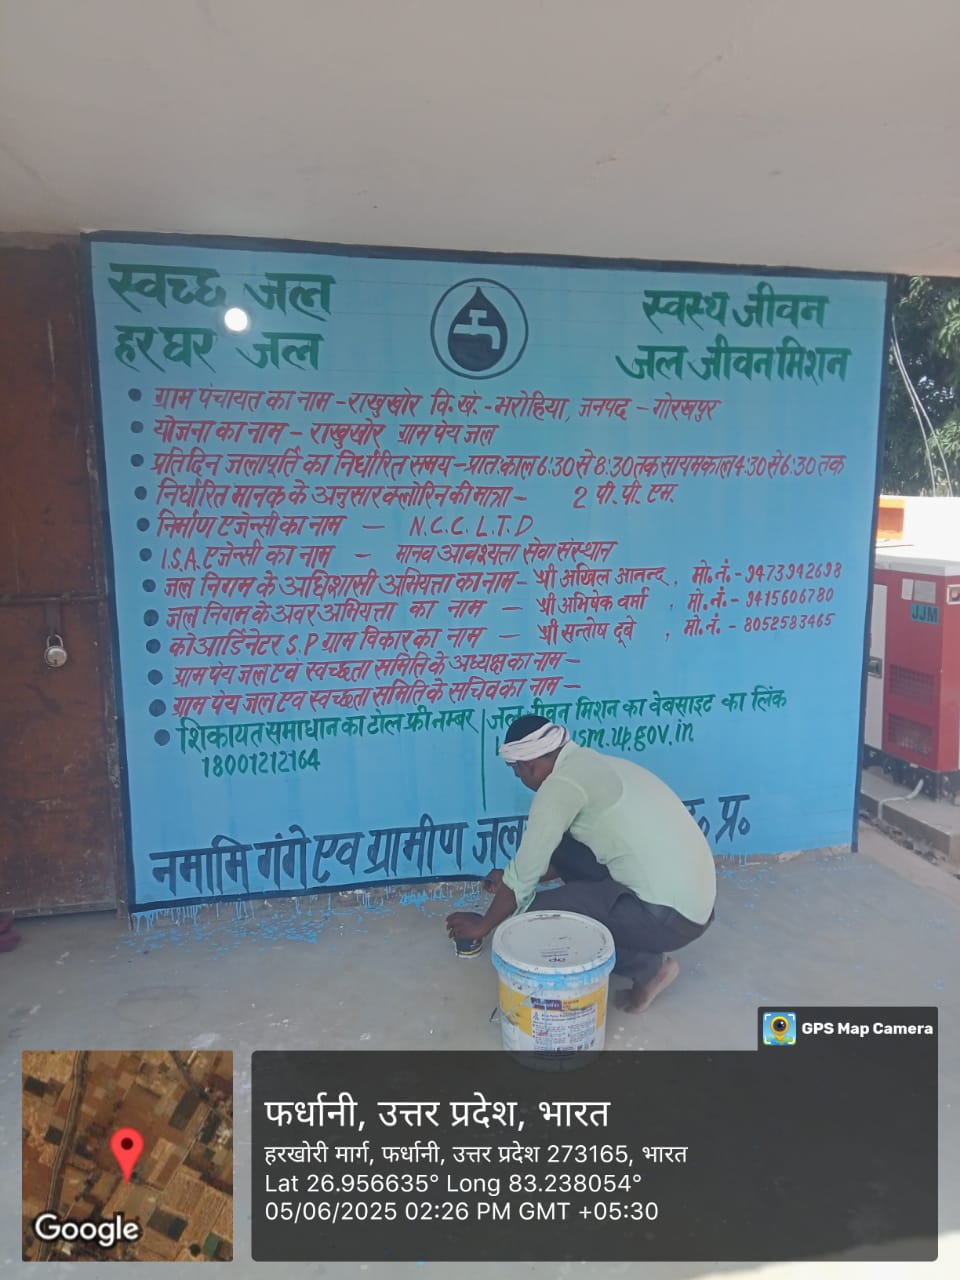 स्वच्छ जल
हर घर जल
स्वस्थ जीवन
जल जीवन मिशन
ग्राम पंचायत का नाम - राखुखोर वि.खं.- भरोहिया, जनपद - गोरखपुर
योजना का नाम - राखुखोर ग्राम पेय जल
प्रतिदिन जलापूर्ति का निर्धारित समय - प्रातःकाल 6:30 से 8:30 तक सायमकाल 4:30 से 6:30 तक
निर्धारित मानक के अनुसार क्लोरिन की मात्रा - 2 पी. पी. एम.
निर्माण एजेन्सी का नाम - N.C.C.L.T.D
I.S.A. एजेन्सी का नाम - मानव आवश्यत्ता सेवा संस्थान
जल निगम के अधिशासी अभियत्ता का नाम - श्री अखिल आनन्द, मो. नं. - 9473942698
जल निगम के अवर अभियत्ता का नाम - श्री अभिषेक वर्मा, मो. नं. - 9415606780
कोआर्डिनेटर S.P ग्राम विकार का नाम - श्री सन्तोष दूबे, मो. नं. - 8052583465
ग्राम पेय जल एवं स्वच्छता समिति के अध्यक्ष का नाम -
ग्राम पेय जल एव स्वच्छता समिति के सचिव का नाम -
शिकायत समाधान का टोल फ्री नम्बर
18001212164
जल जीवन मिशन का वेबसाइट का लिंक
sm.up.gov.in
नमामि गंगे एव ग्रामीण जल प्र॰
JJM
GPS Map Camera
फर्धानी, उत्तर प्रदेश, भारत
हरखोरी मार्ग, फर्धानी, उत्तर प्रदेश 273165, भारत
Lat 26.956635° Long 83.238054°
05/06/2025 02:26 PM GMT +05:30
Google